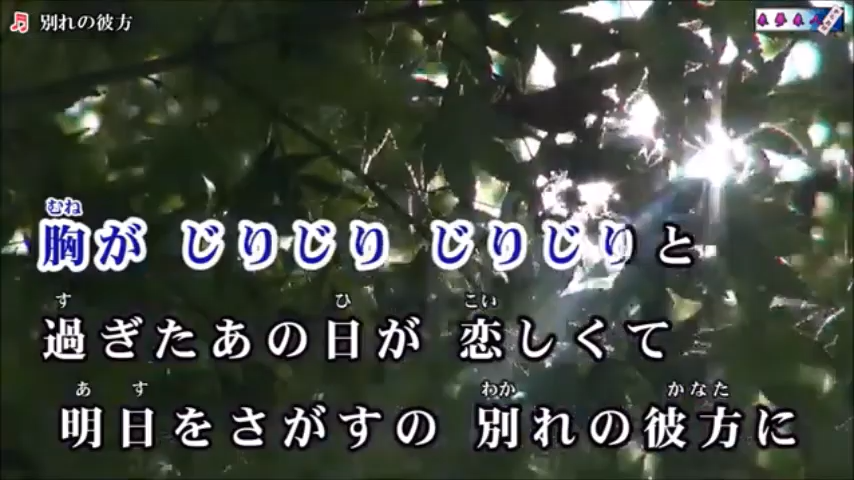 別れの彼方
むね
胸が じりじり じりじりと
す ひ こい
過ぎたあの日が 恋しくて
あす わか かなた
明日をさがすの 別れの彼方に